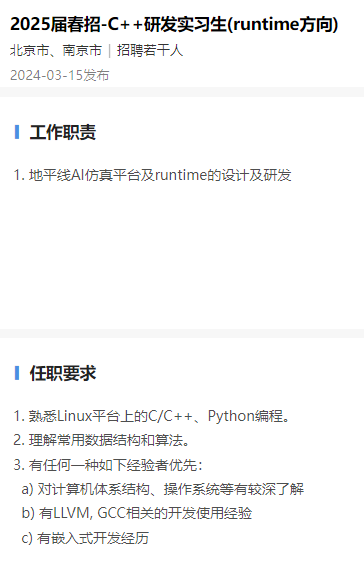 2025届春招-C++研发实习生(runtime方向)
北京市、南京市 | 招聘若干人
2024-03-15发布
工作职责
1. 地平线AI仿真平台及runtime的设计及研发
任职要求
1. 熟悉Linux平台上的C/C++、Python编程。
2. 理解常用数据结构和算法。
3. 有任何一种如下经验者优先：
a) 对计算机体系结构、操作系统等有较深了解
b) 有LLVM, GCC相关的开发使用经验
c) 有嵌入式开发经历